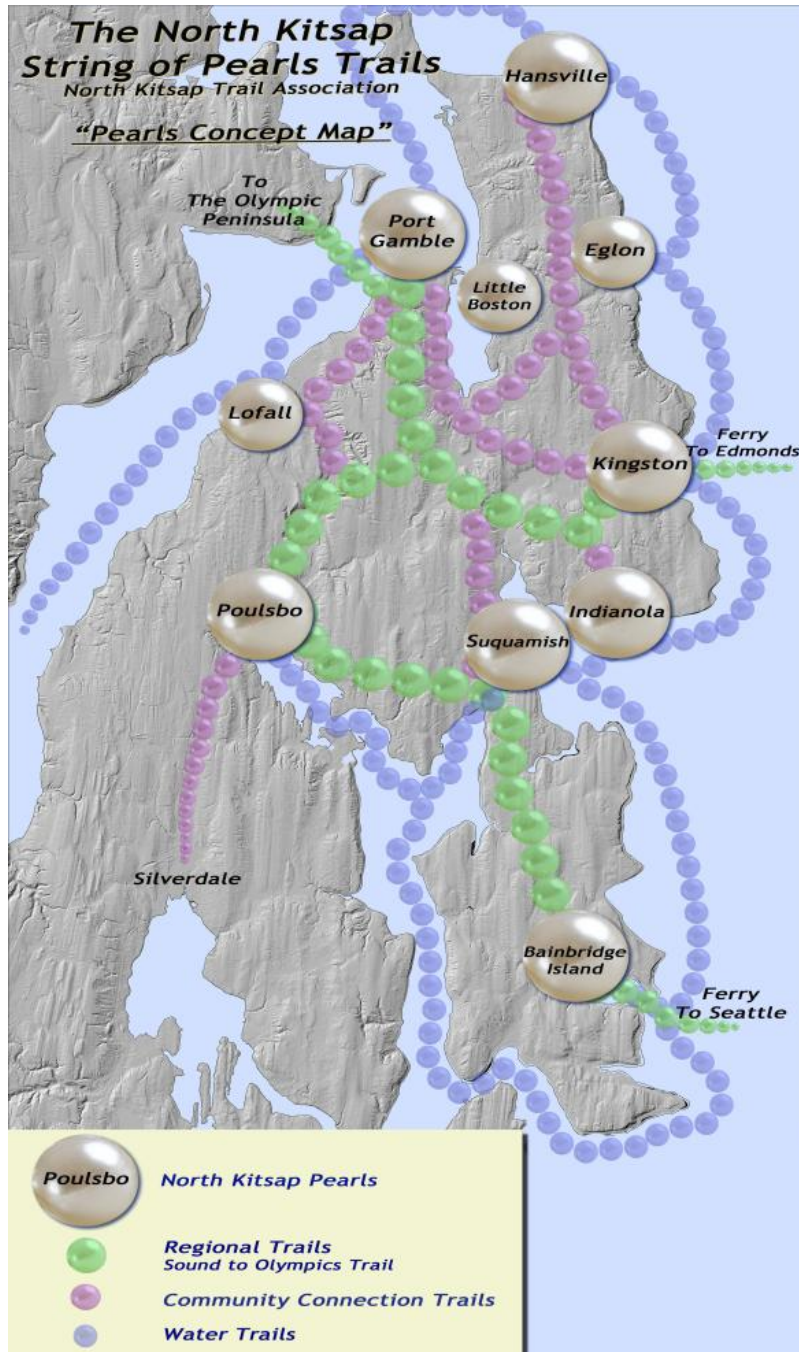 The North Kitsap
String of Pearls Trails
North Kitsap Trail Association
"Pearls Concept Map"
Hansville
To
The Olympic
Peninsula
Port
Gamble
Eglon
Little
Boston
Lofall
Ferry
To Edmonds
Kingston
Poulsbo
Indianola
Suquamish
Silverdale
Bainbridge
Island
Ferry
To Seattle
Poulsbo
North Kitsap Pearls
Regional Trails
Sound to Olympics Trail
Community Connection Trails
Water Trails